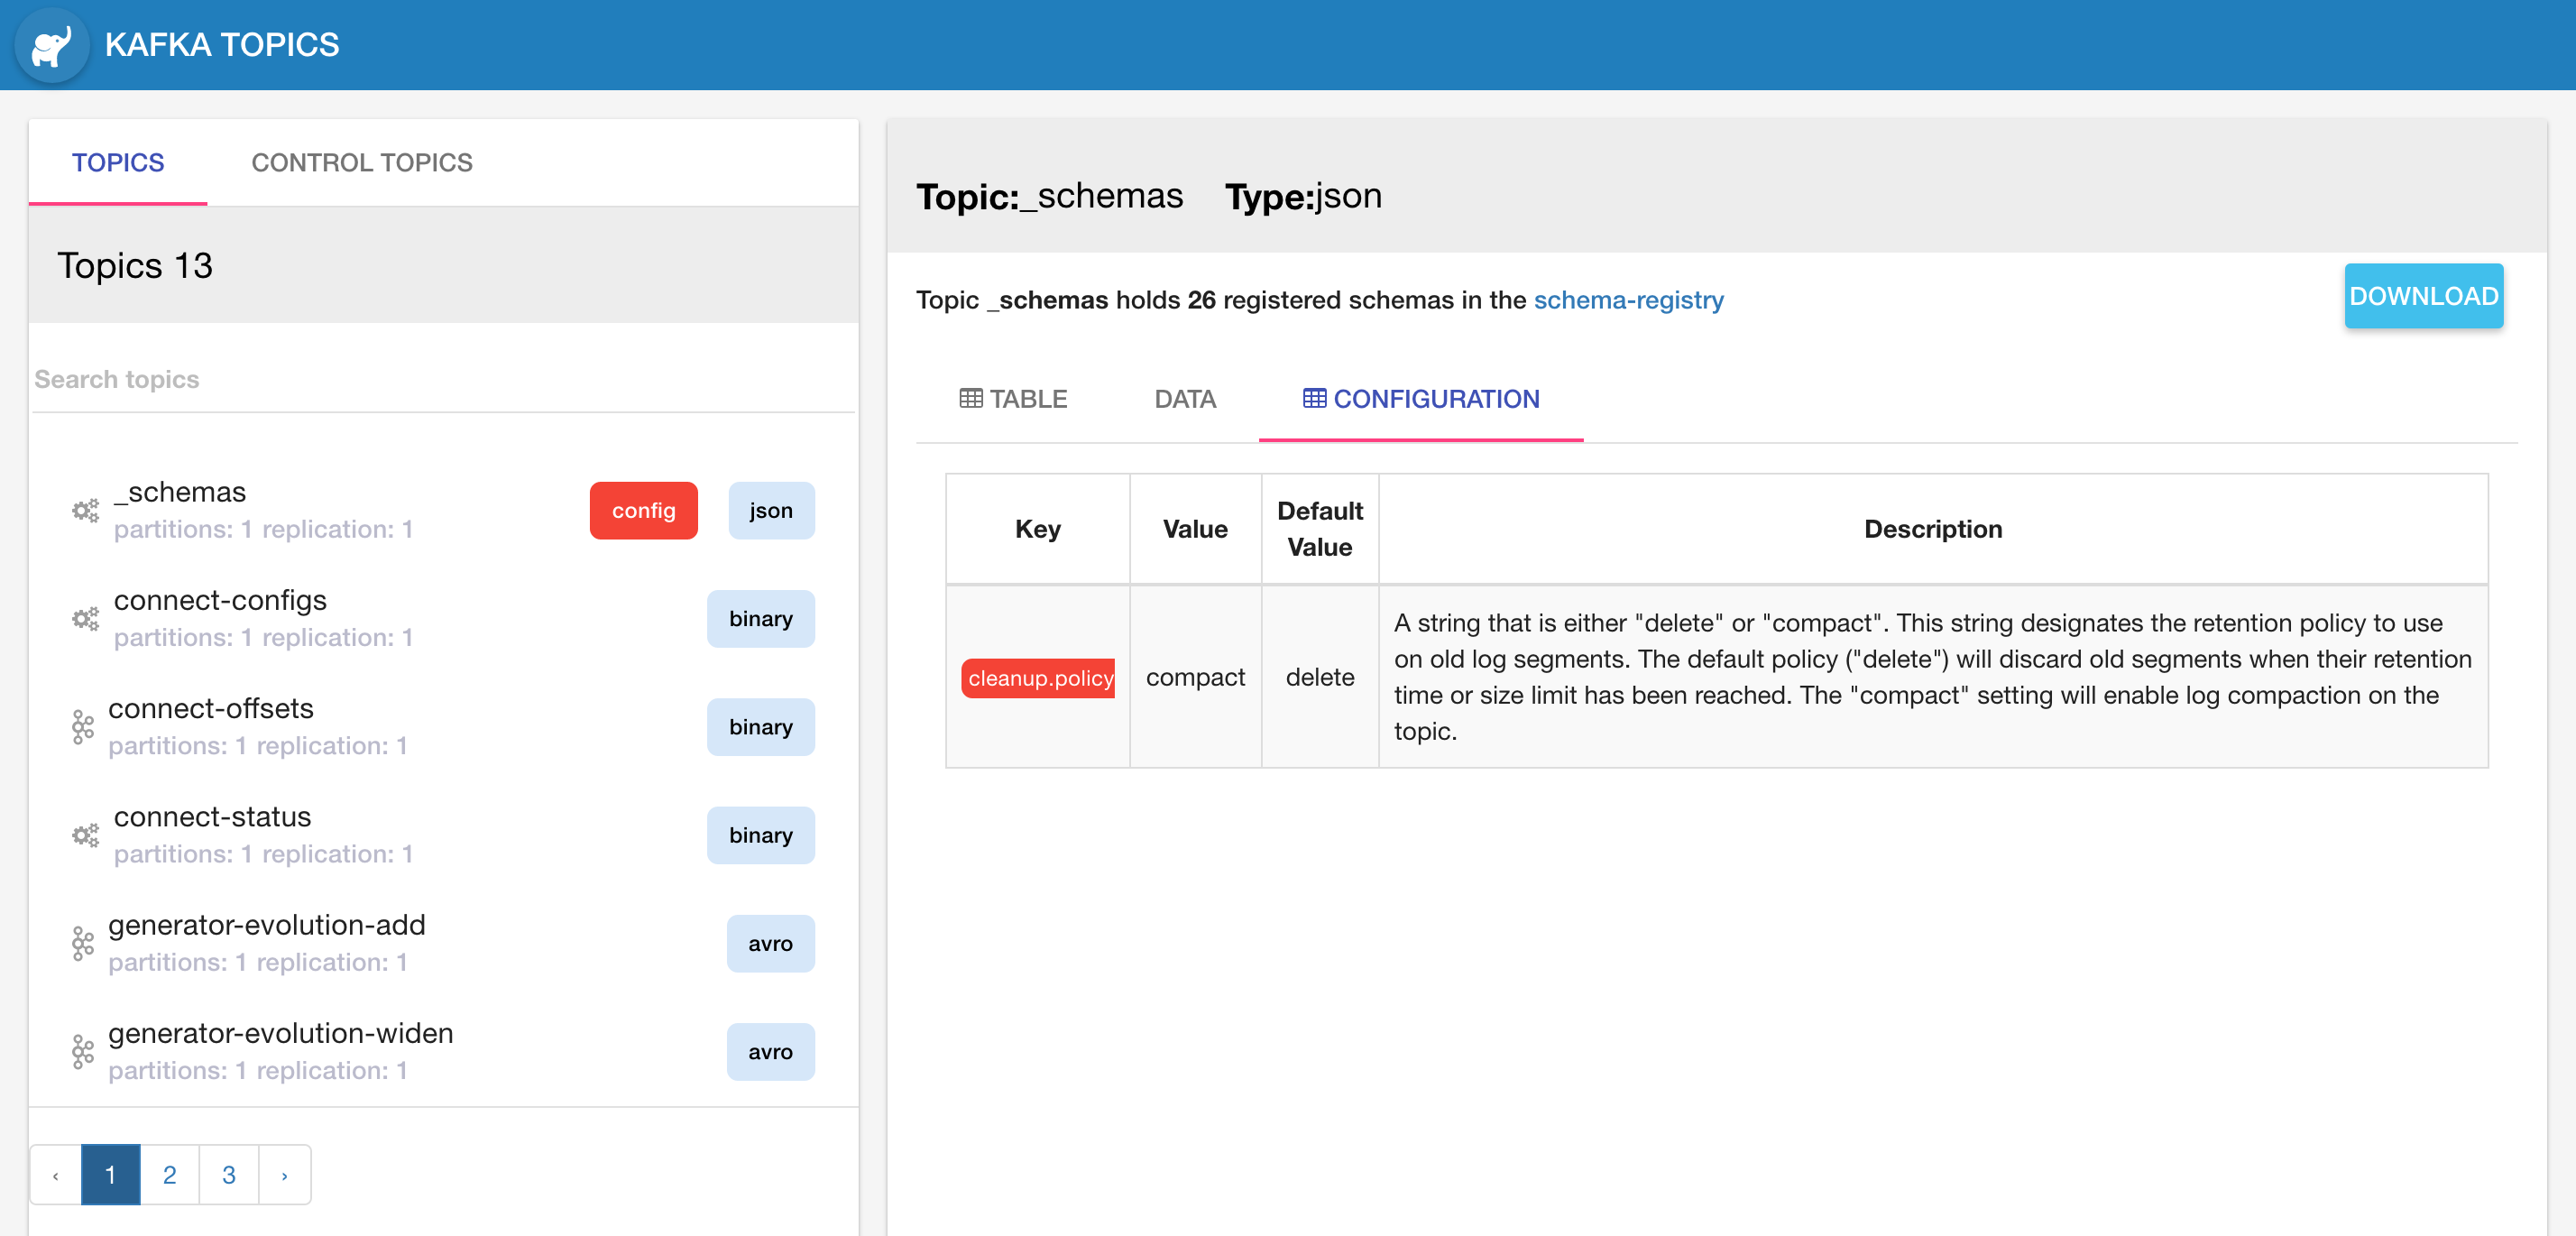 KAFKA TOPICS
TOPICS
CONTROL TOPICS
Topics 13
Search topics
_schemas
partitions: 1 replication: 1
config
json
connect-configs
partitions: 1 replication: 1
binary
connect-offsets
partitions: 1 replication: 1
binary
connect-status
partitions: 1 replication: 1
binary
generator-evolution-add
partitions: 1 replication: 1
avro
generator-evolution-widen
partitions: 1 replication: 1
avro
‹ 1 2 3 ›
Topic:_schemas Type:json
Topic _schemas holds 26 registered schemas in the schema-registry
DOWNLOAD
TABLE
DATA
CONFIGURATION
Key
Value
Default
Value
Description
cleanup.policy
compact
delete
A string that is either "delete" or "compact". This string designates the retention policy to use
on old log segments. The default policy ("delete") will discard old segments when their retention
time or size limit has been reached. The "compact" setting will enable log compaction on the
topic.